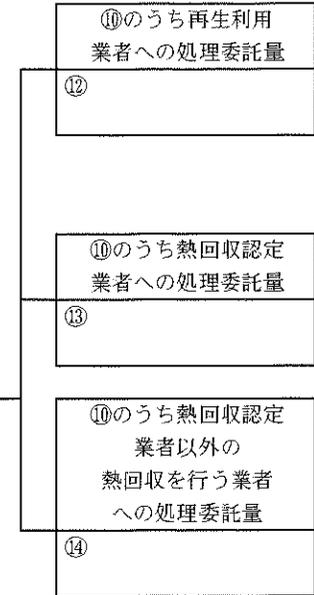 ⑩のうち再生利用
業者への処理委託量
⑫
⑩のうち熱回収認定
業者への処理委託量
⑬
⑩のうち熱回収認定
業者以外の
熱回収を行う業者
への処理委託量
⑭